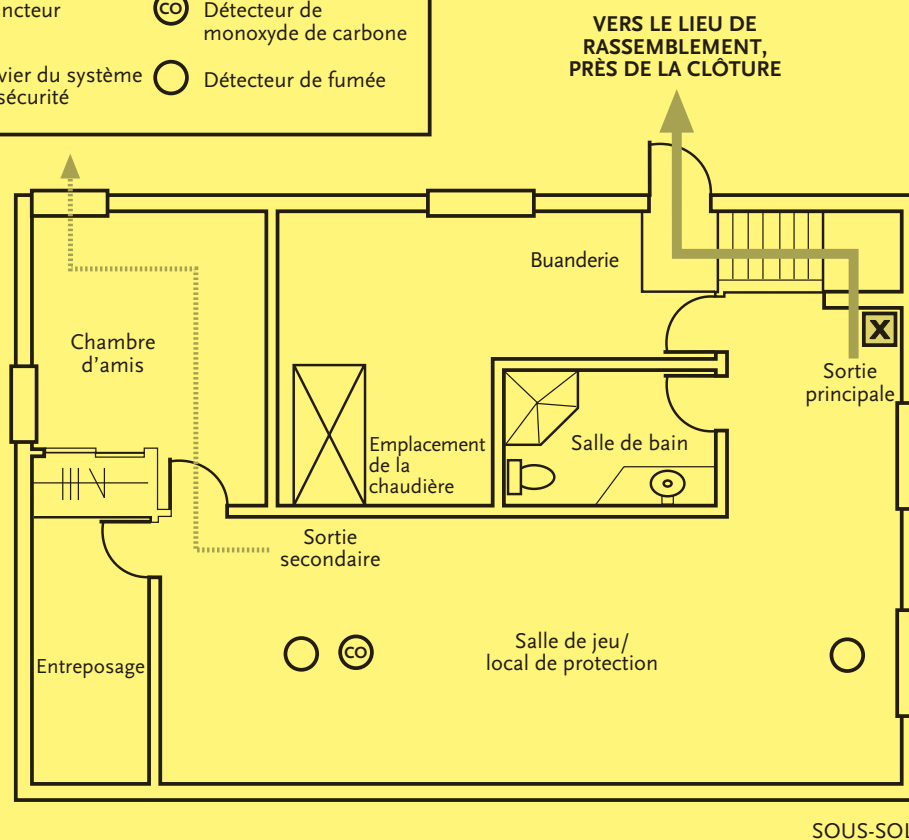 ncteur
CO
Détecteur de
monoxyde de carbone
vier du système
sécurité
Détecteur de fumée
VERS LE LIEU DE
RASSEMBLEMENT,
PRÈS DE LA CLÔTURE
Buanderie
Chambre
d'amis
X
Sortie
principale
Emplacement
de la
chaudière
Salle de bain
Sortie
secondaire
Entreposage
CO
Salle de jeu/
local de protection
SOUS-SOL